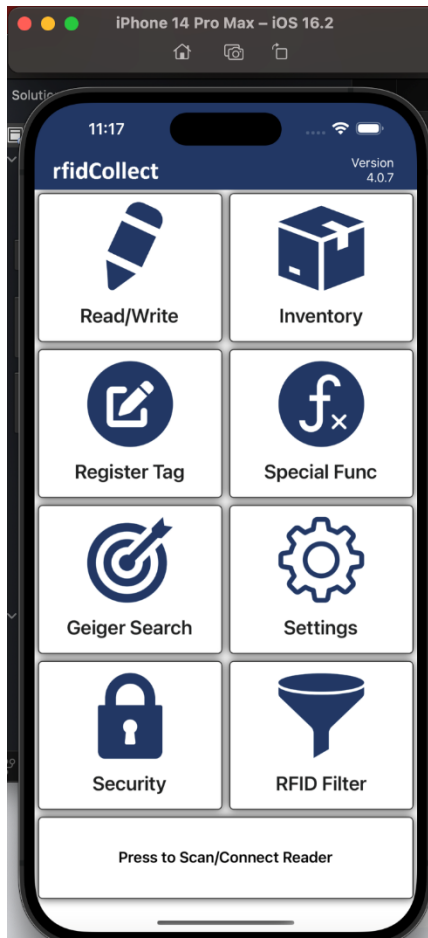 iPhone 14 Pro Max – iOS 16.2
Solutio
11:17
rfidCollect
Version
4.0.7
Read/Write
Inventory
Register Tag
fx
Special Func
Geiger Search
Settings
Security
RFID Filter
Press to Scan/Connect Reader